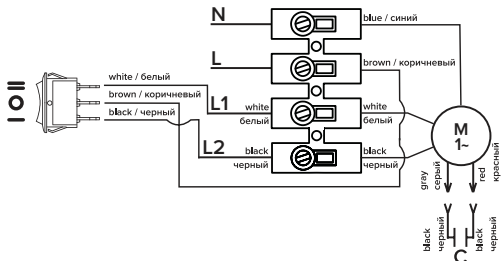 N
blue / синий
L
brown / коричневый
white / белый
brown / коричневый
black / черный
L1
white
белый
white
белый
L2
black
черный
black
черный
M
1~
gray
серый
red
красный
black
черный
black
черный
C
I O II